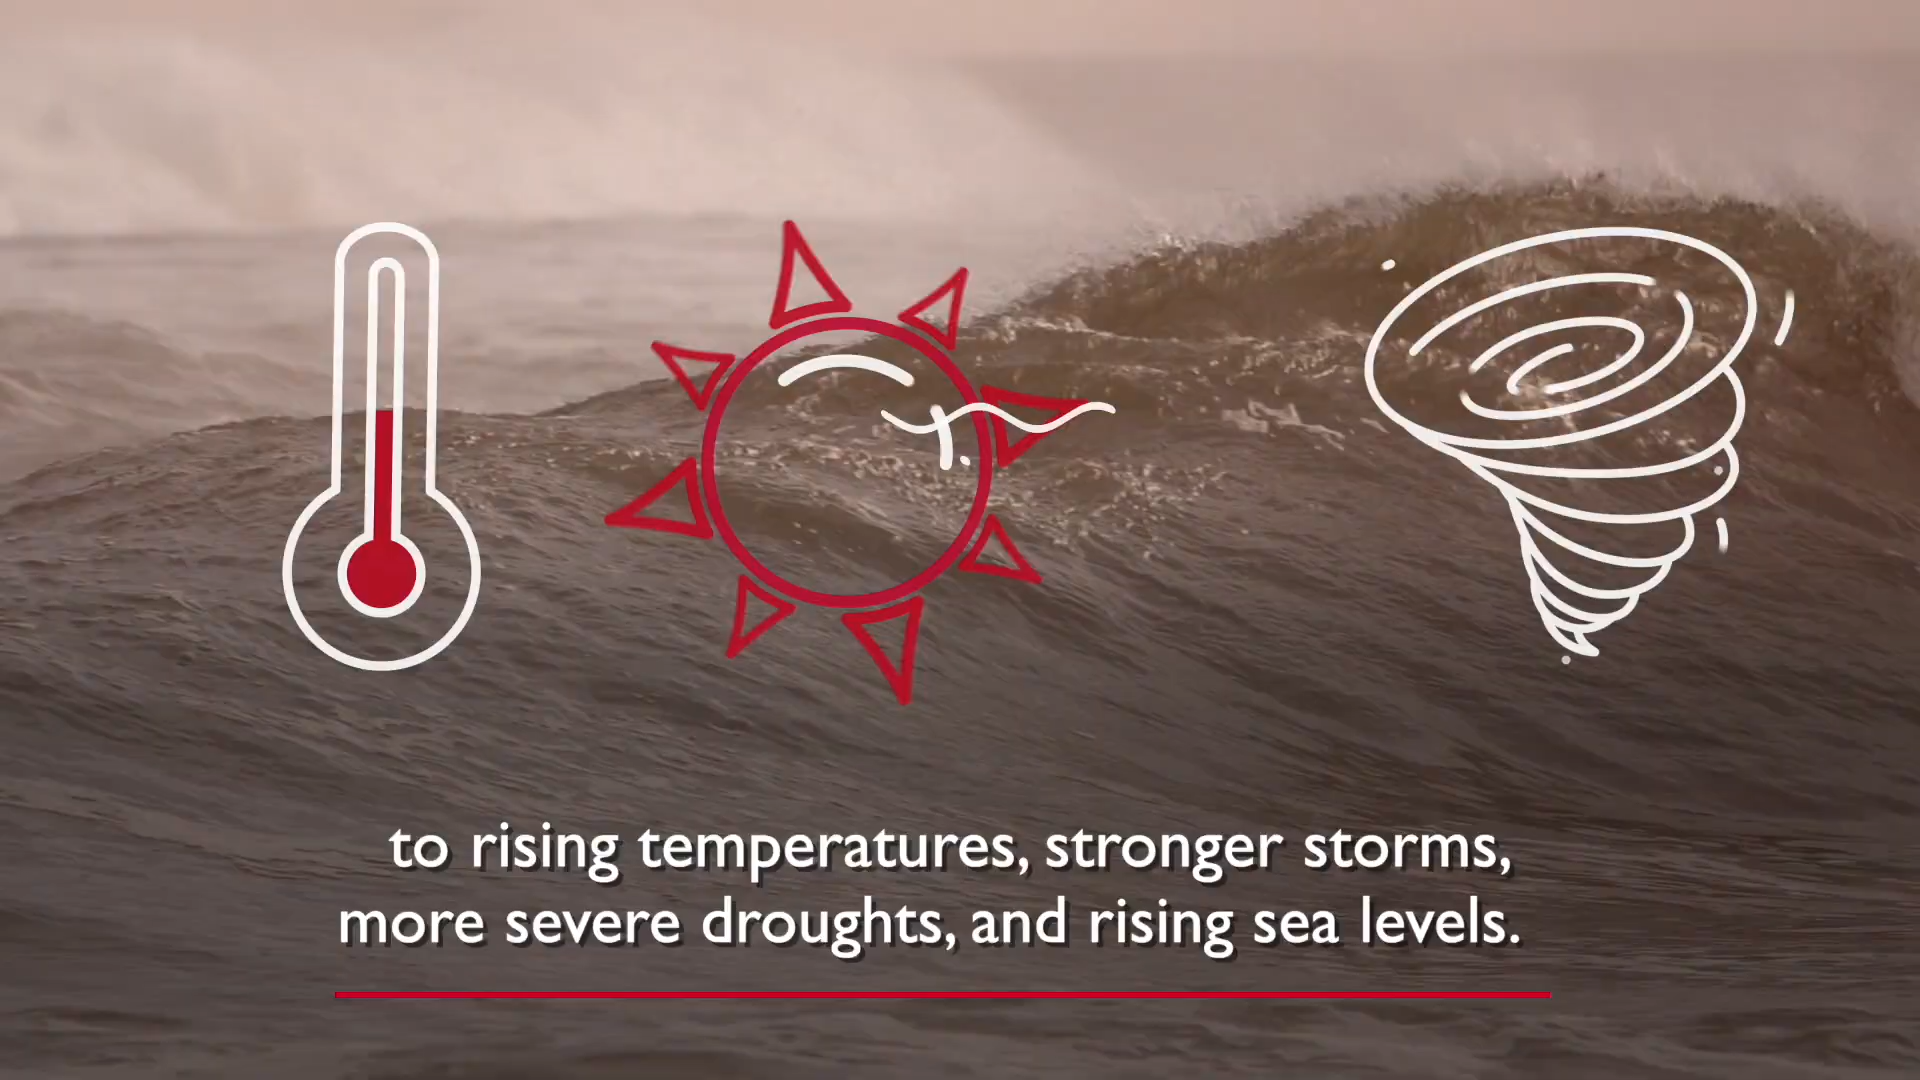 to rising temperatures, stronger storms,
more severe droughts, and rising sea levels.